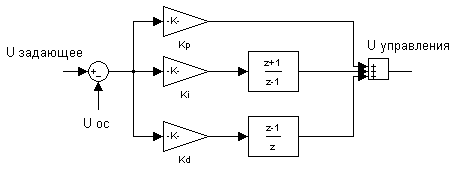 -K-
Kp
U управления
U задающее
+
-
-K-
Ki
z+1
z-1
+
+
+
U ос
-K-
Kd
z-1
z